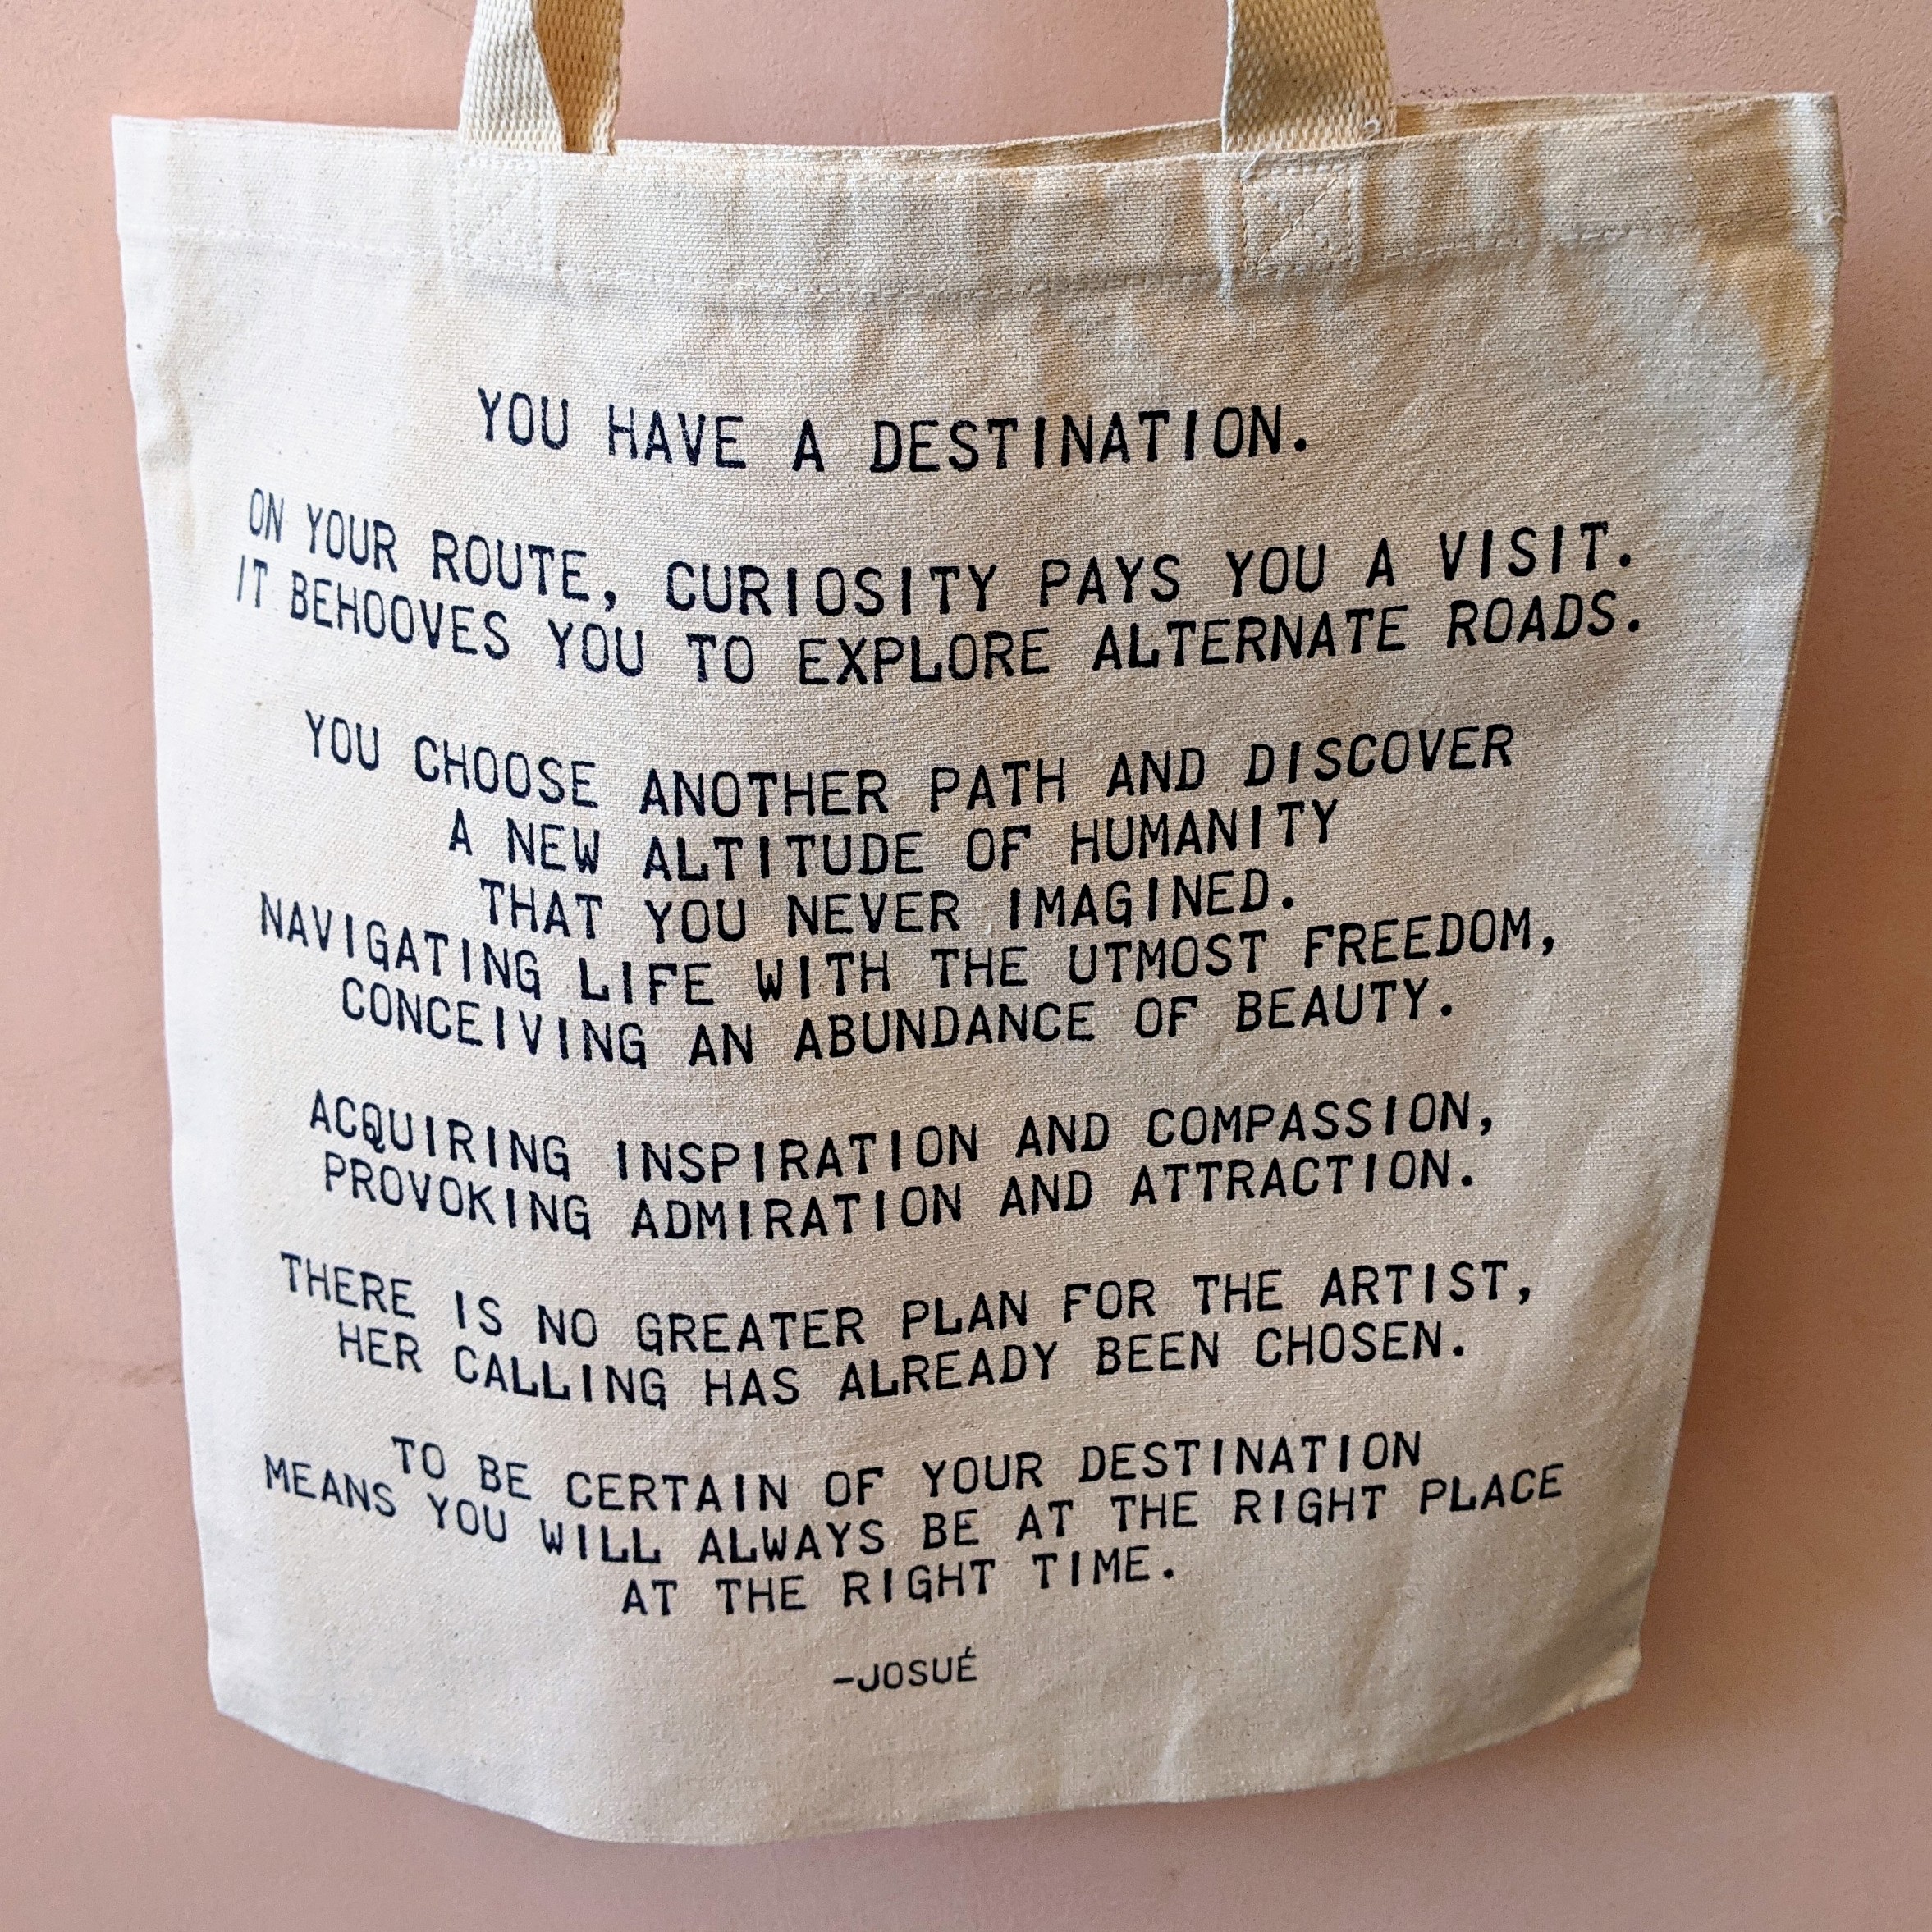 YOU HAVE A DESTINATION.
ON YOUR ROUTE, CURIOSITY PAYS YOU A VISIT.
IT BEHOOVES YOU TO EXPLORE ALTERNATE ROADS.
YOU CHOOSE ANOTHER PATH AND DISCOVER
A NEW ALTITUDE OF HUMANITY
THAT YOU NEVER IMAGINED.
NAVIGATING LIFE WITH THE UTMOST FREEDOM,
CONCEIVING AN ABUNDANCE OF BEAUTY.
ACQUIRING INSPIRATION AND COMPASSION,
PROVOKING ADMIRATION AND ATTRACTION.
THERE IS NO GREATER PLAN FOR THE ARTIST,
HER CALLING HAS ALREADY BEEN CHOSEN.
TO BE CERTAIN OF YOUR DESTINATION
MEANS YOU WILL ALWAYS BE AT THE RIGHT PLACE
AT THE RIGHT TIME.
–JOSUÉ